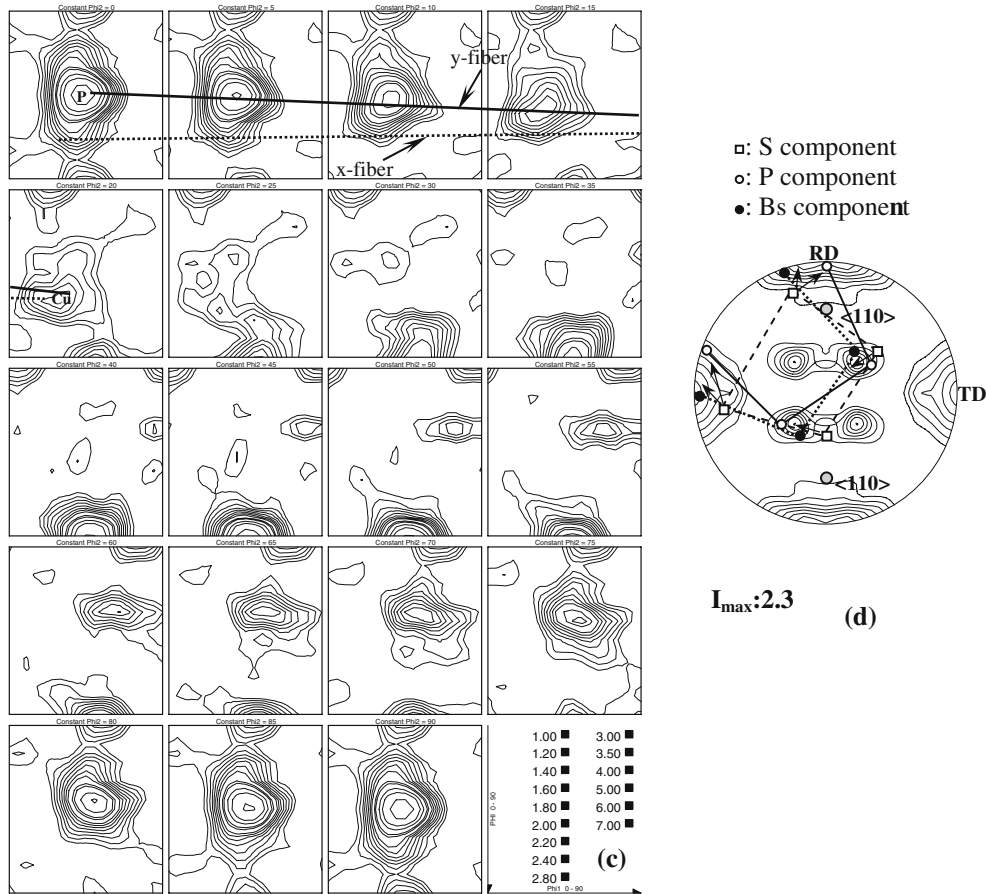 Constant Phi2 = 0
Constant Phi2 = 5
Constant Phi2 = 10
Constant Phi2 = 15
P
y-fiber
x-fiber
Constant Phi2 = 20
Constant Phi2 = 25
Constant Phi2 = 30
Constant Phi2 = 35
Cu
Constant Phi2 = 40
Constant Phi2 = 45
Constant Phi2 = 50
Constant Phi2 = 55
Constant Phi2 = 60
Constant Phi2 = 65
Constant Phi2 = 70
Constant Phi2 = 75
Constant Phi2 = 80
Constant Phi2 = 85
Constant Phi2 = 90
1.00 ■ 3.00 ■
1.20 ■ 3.50 ■
1.40 ■ 4.00 ■
1.60 ■ 5.00 ■
1.80 ■ 6.00 ■
2.00 ■ 7.00 ■
2.20 ■
2.40 ■
2.80 ■
PHI 0 - 90
Phi1 0 - 90
(c)
□: S component
○: P component
●: Bs component
RD
<110>
TD
<110>
Imax:2.3
(d)